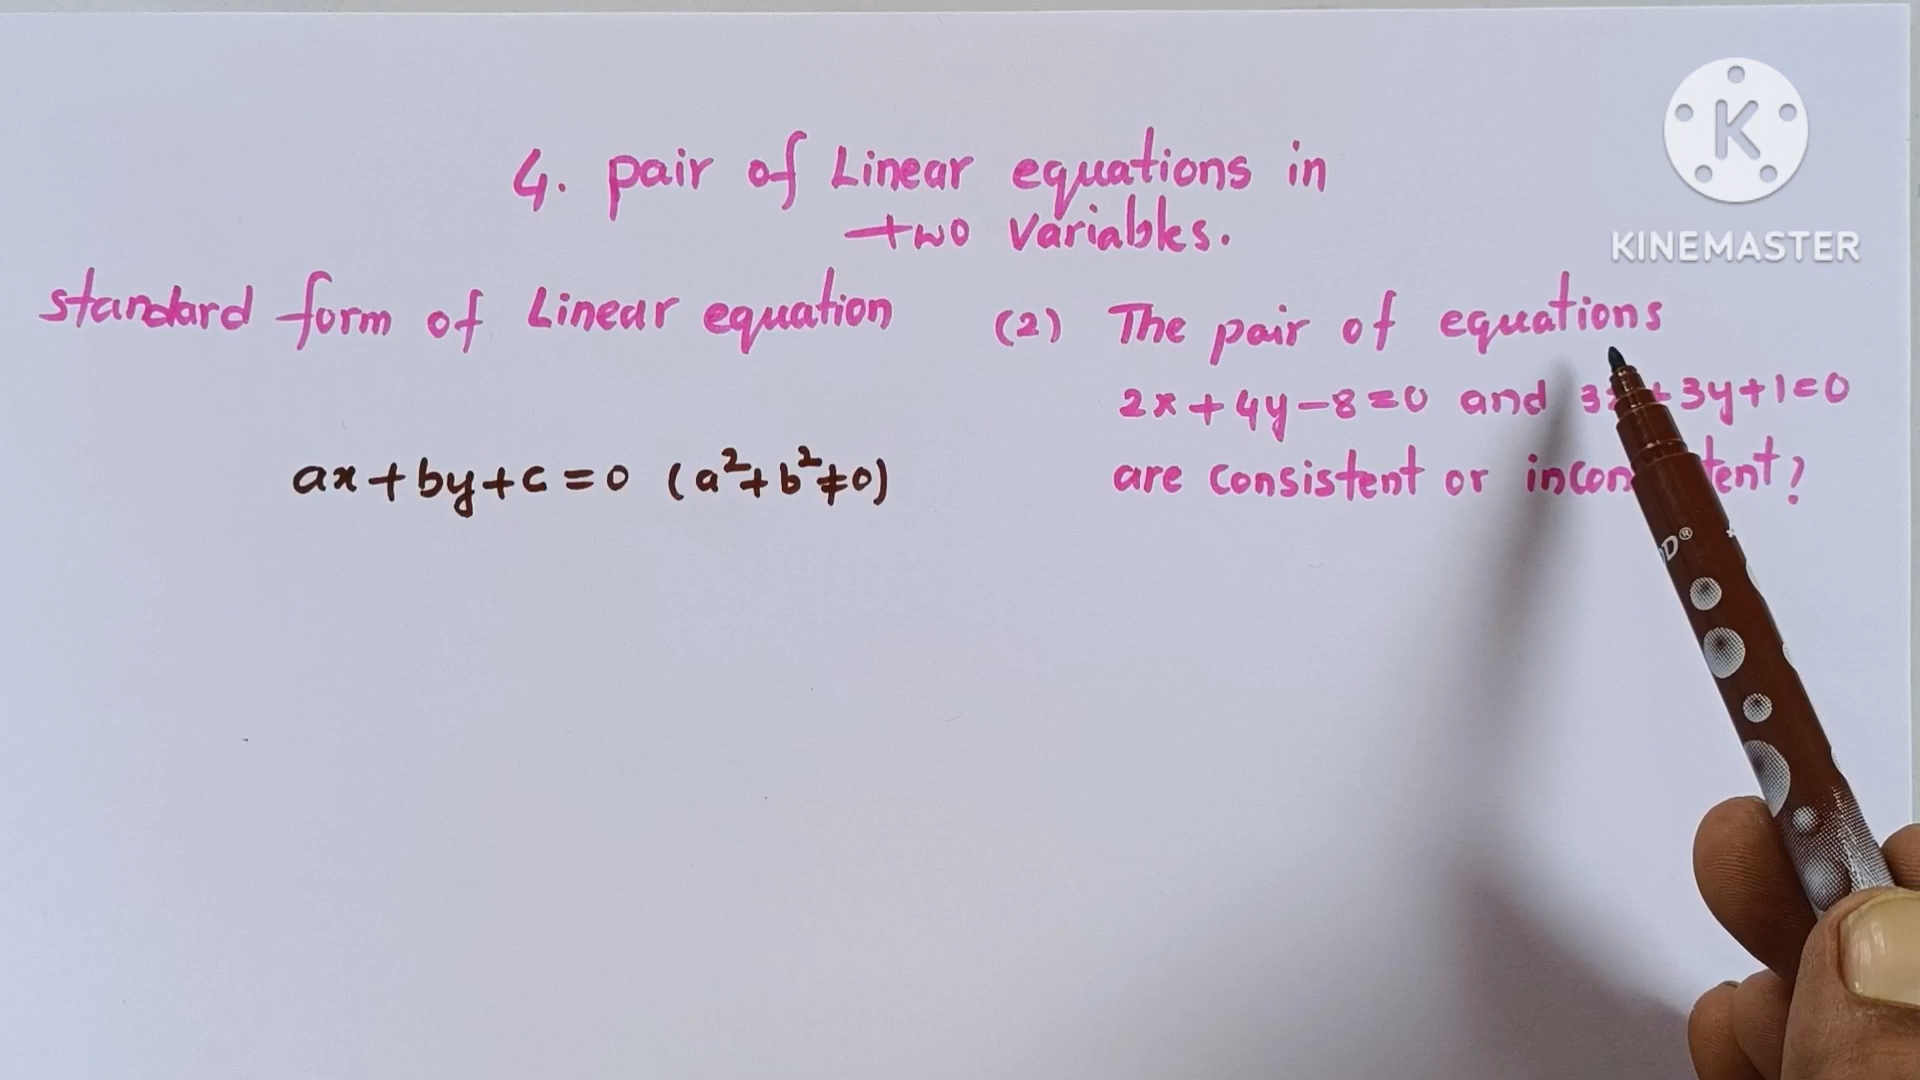 4. pair of Linear equations in
two variables.
standard form of Linear equation
ax+by+c=0 (a²+b²≠0)
(2) The pair of equations
2x+4y-8=0 and 3y+1=0
are consistent or
K
KINEMASTER